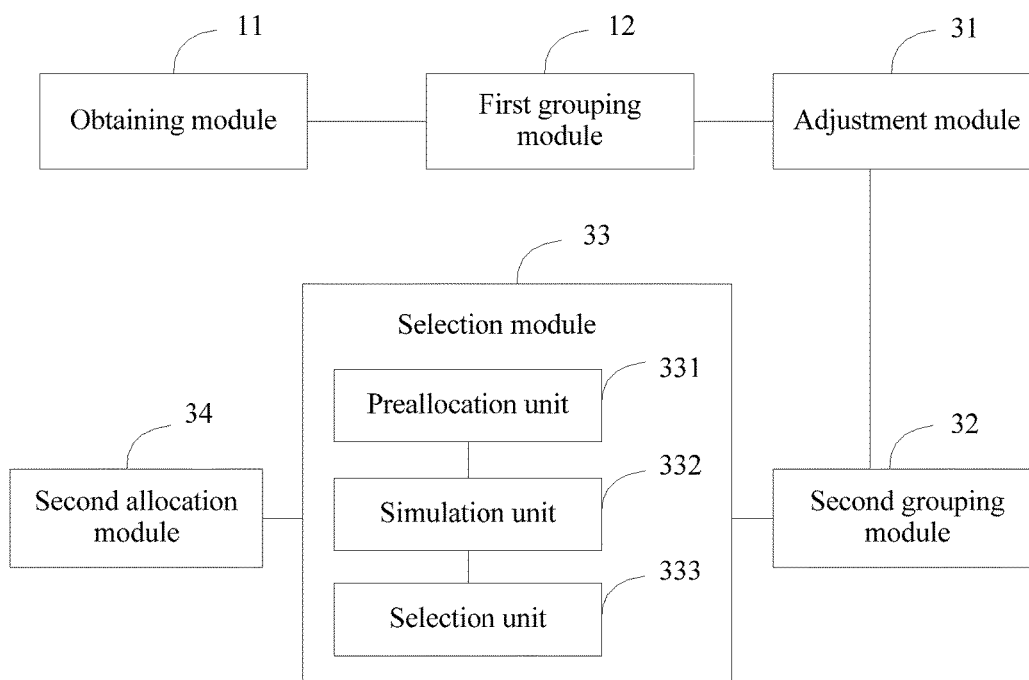 11
12
31
Obtaining module
First grouping
module
Adjustment module
33
Selection module
331
Preallocation unit
34
32
332
Second allocation
module
Simulation unit
Second grouping
module
333
Selection unit